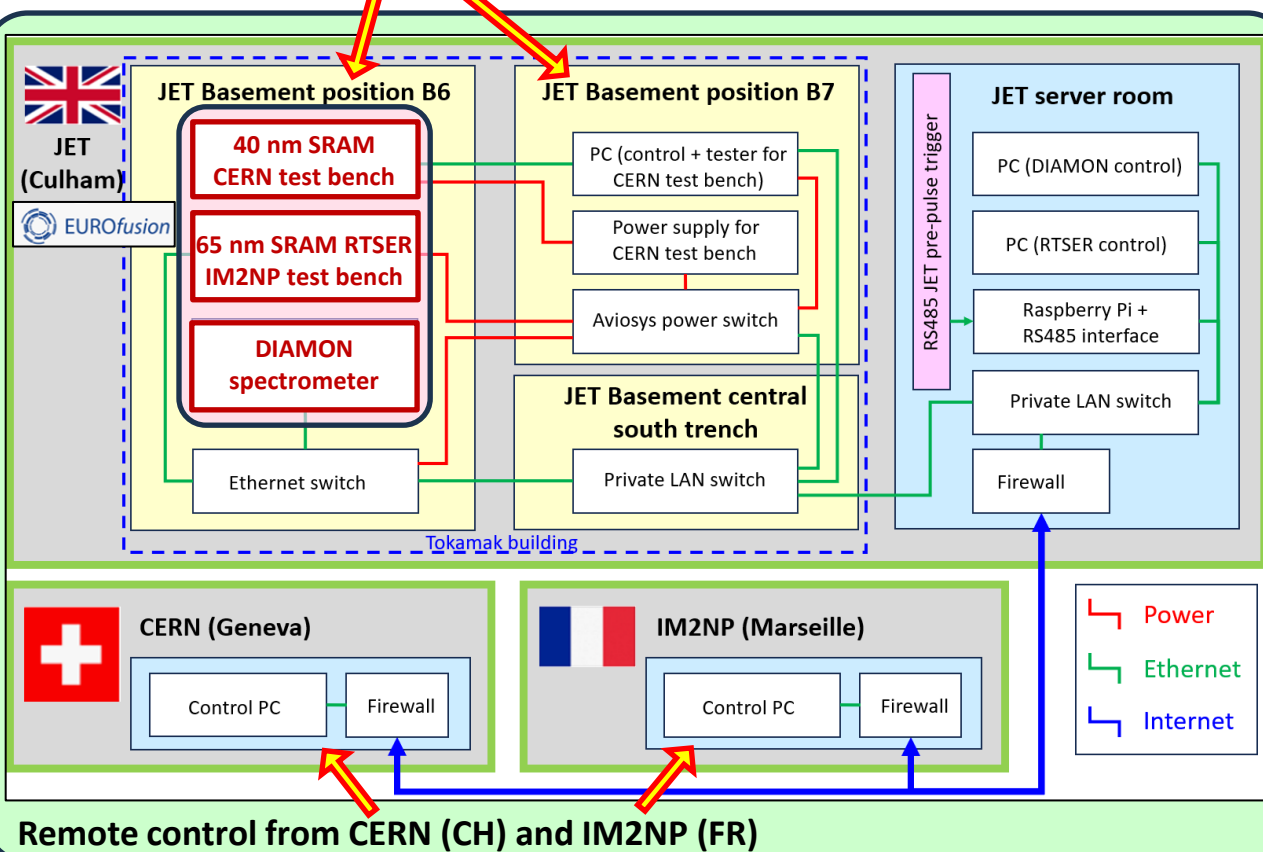 JET
(Culham)
EUROfusion
JET Basement position B6
40 nm SRAM
CERN test bench
65 nm SRAM RTSER
IM2NP test bench
DIAMON
spectrometer
Ethernet switch
JET Basement position B7
PC (control + tester for
CERN test bench)
Power supply for
CERN test bench
Aviosys power switch
JET Basement central
south trench
Private LAN switch
Tokamak building
JET server room
RS485 JET pre-pulse trigger
PC (DIAMON control)
PC (RTSER control)
Raspberry Pi +
RS485 interface
Private LAN switch
Firewall
CERN (Geneva)
Control PC
Firewall
IM2NP (Marseille)
Control PC
Firewall
Power
Ethernet
Internet
Remote control from CERN (CH) and IM2NP (FR)